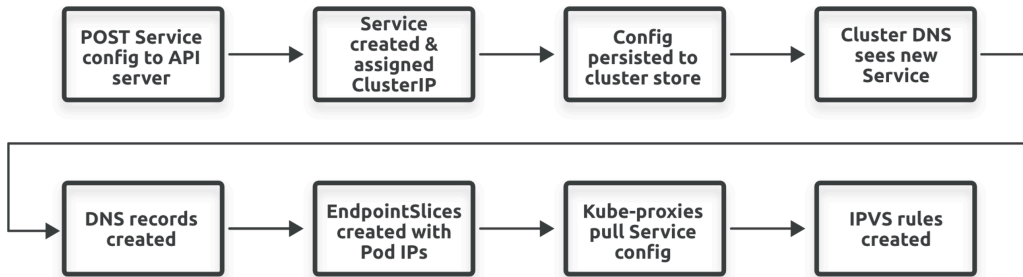 POST Service
config to API
server
Service
created &
assigned
ClusterIP
Config
persisted to
cluster store
Cluster DNS
sees new
Service
DNS records
created
EndpointSlices
created with
Pod IPs
Kube-proxies
pull Service
config
IPVS rules
created